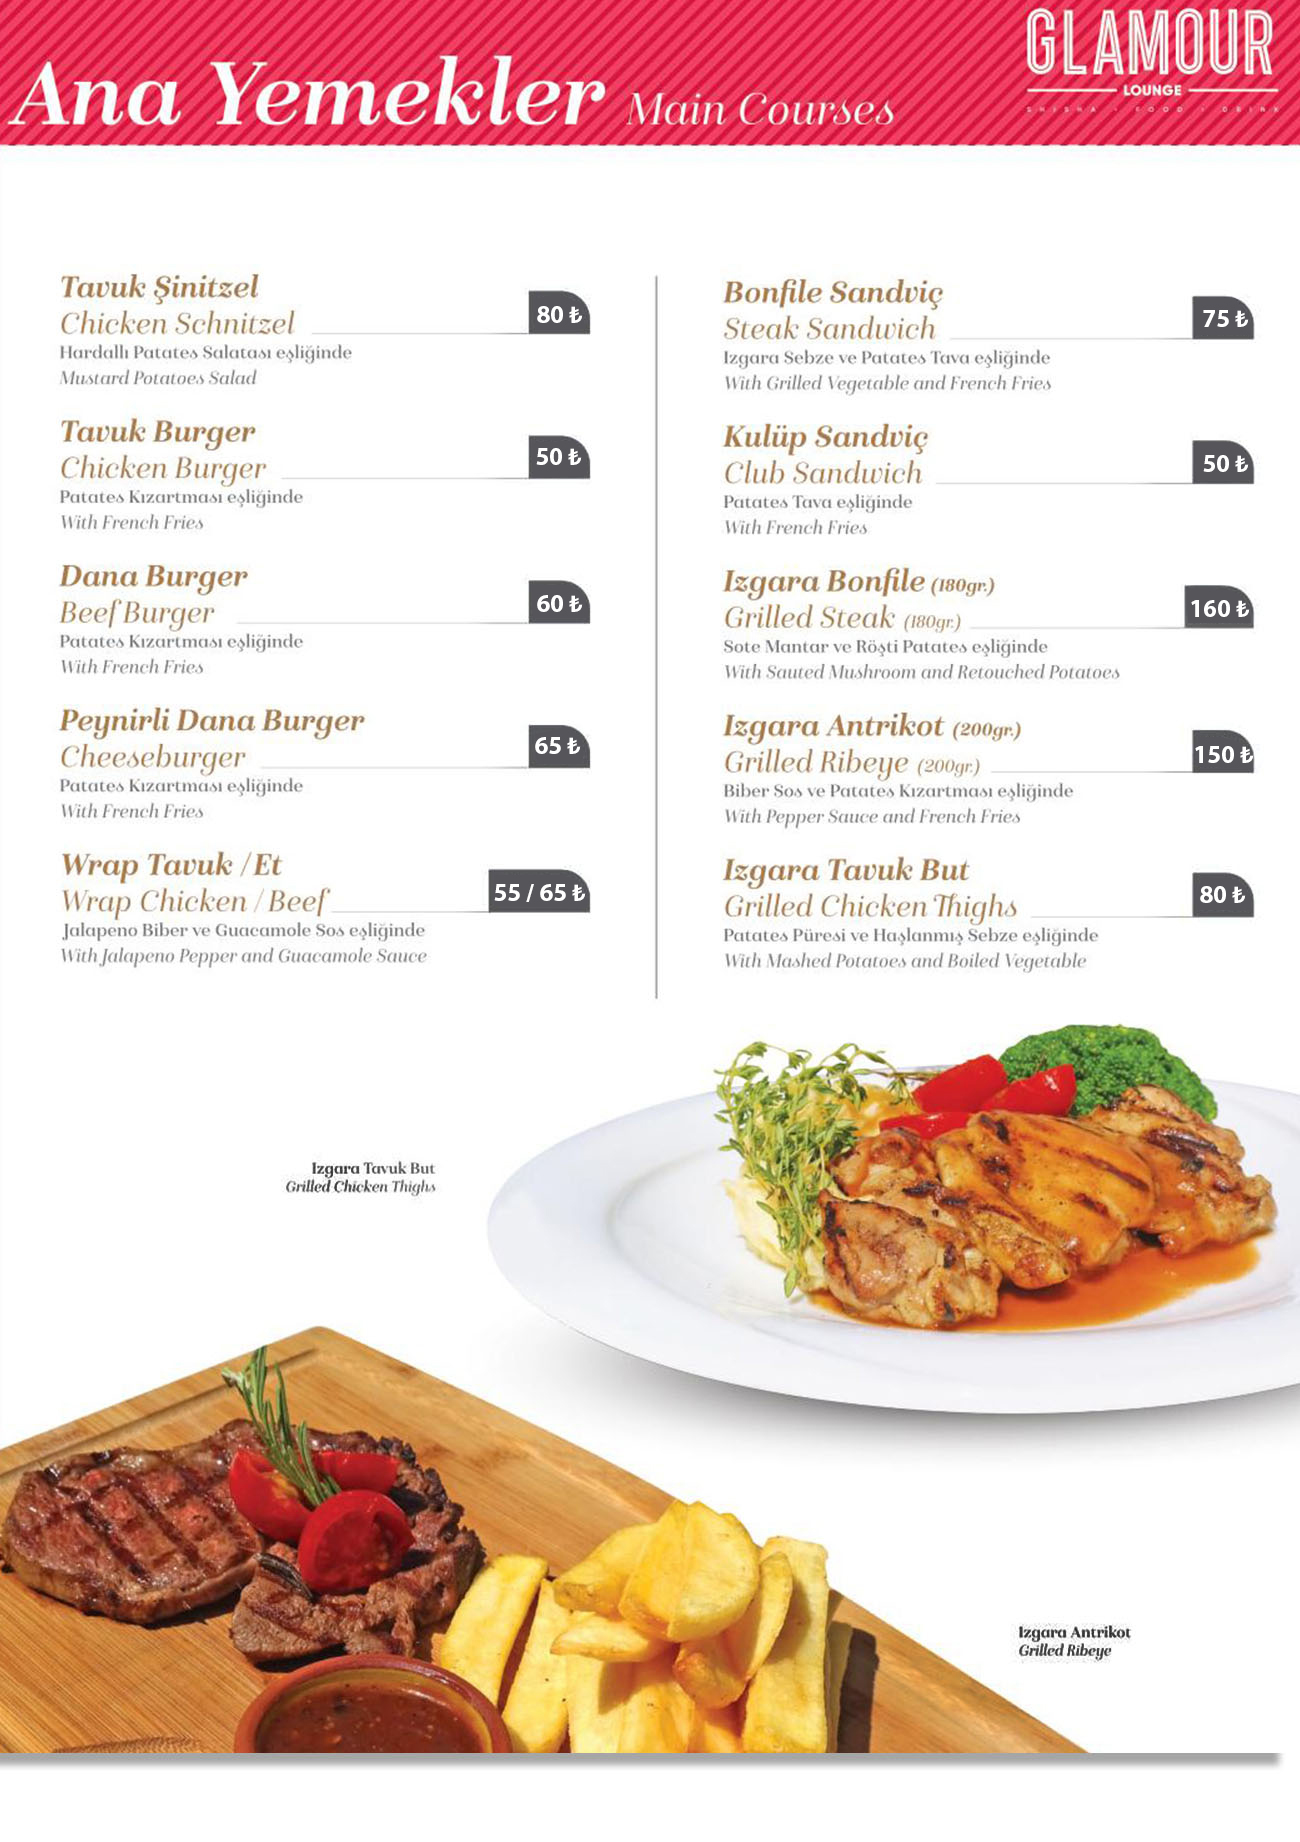 Ana Yemekler Main Courses
GLAMOUR
LOUNGE
SHISHA • FOOD • DRINK
Tavuk Şinitzel
Chicken Schnitzel 80 ₺
Hardallı Patates Salatası eşliğinde
Mustard Potatoes Salad
Tavuk Burger
Chicken Burger 50 ₺
Patates Kızartması eşliğinde
With French Fries
Dana Burger
Beef Burger 60 ₺
Patates Kızartması eşliğinde
With French Fries
Peynirli Dana Burger
Cheeseburger 65 ₺
Patates Kızartması eşliğinde
With French Fries
Wrap Tavuk / Et
Wrap Chicken / Beef 55 / 65 ₺
Jalapeno Biber ve Guacamole Sos eşliğinde
With Jalapeno Pepper and Guacamole Sauce
Bonfile Sandviç
Steak Sandwich 75 ₺
Izgara Sebze ve Patates Tava eşliğinde
With Grilled Vegetable and French Fries
Kulüp Sandviç
Club Sandwich 50 ₺
Patates Tava eşliğinde
With French Fries
Izgara Bonfile (180gr.)
Grilled Steak (180gr.) 160 ₺
Sote Mantar ve Röşti Patates eşliğinde
With Sauted Mushroom and Retouched Potatoes
Izgara Antrikot (200gr.)
Grilled Ribeye (200gr.) 150 ₺
Biber Sos ve Patates Kızartması eşliğinde
With Pepper Sauce and French Fries
Izgara Tavuk But
Grilled Chicken Thighs 80 ₺
Patates Püresi ve Haşlanmış Sebze eşliğinde
With Mashed Potatoes and Boiled Vegetable
Izgara Tavuk But
Grilled Chicken Thighs
Izgara Antrikot
Grilled Ribeye